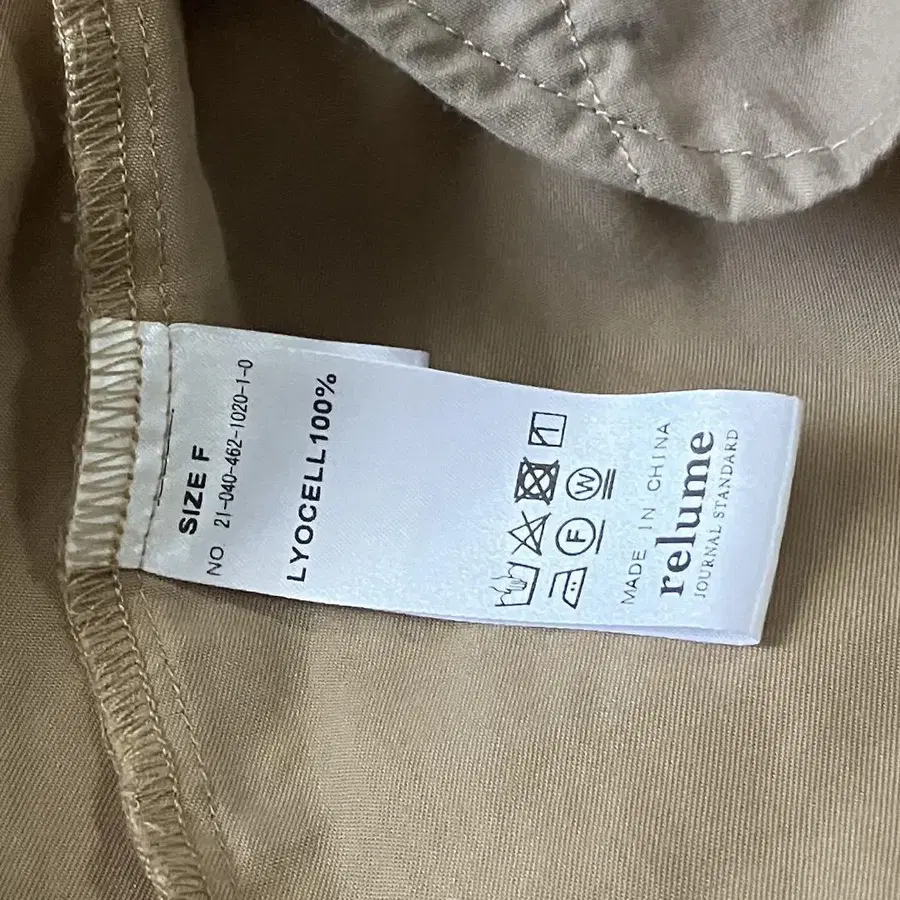 SIZE F
NO. 21-040-462-1020-1-0
LYOCELL100%
W
F
MADE IN CHINA
relume
JOURNAL STANDARD